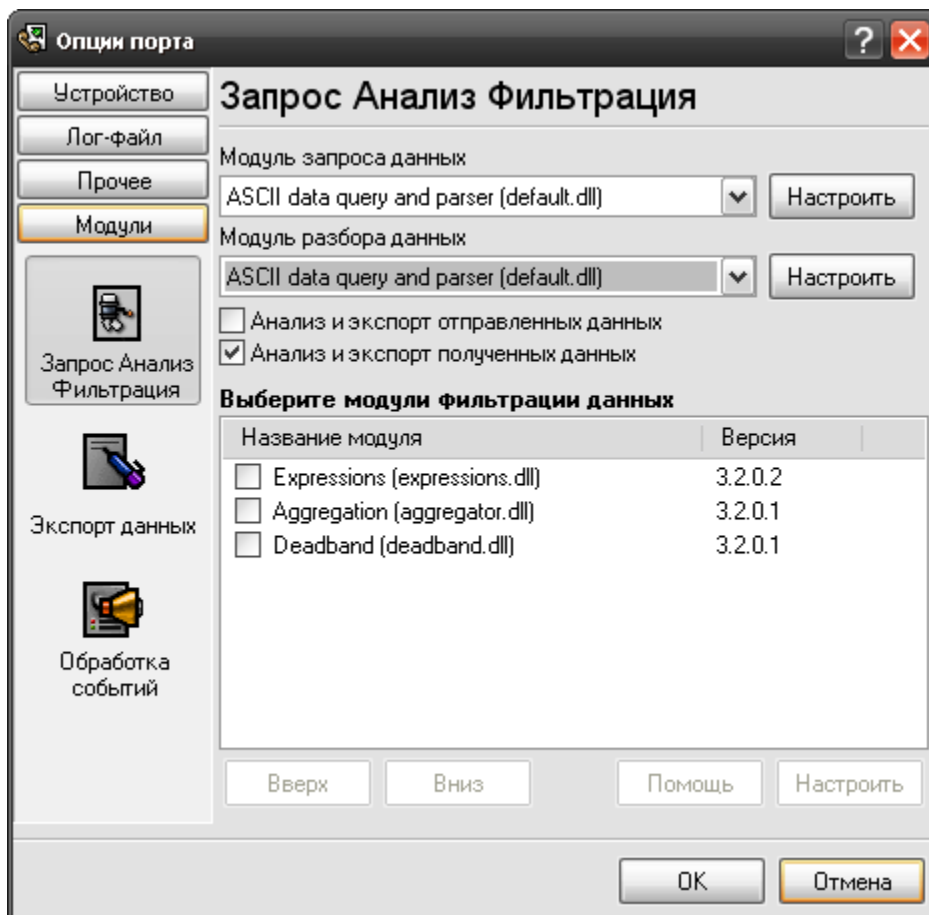 Опции порта
Устройство
Лог-файл
Прочее
Модули
Запрос Анализ
Фильтрация
Экспорт данных
Обработка
событий
Запрос Анализ Фильтрация
Модуль запроса данных
ASCII data query and parser (default.dll)
Настроить
Модуль разбора данных
ASCII data query and parser (default.dll)
Настроить
Анализ и экспорт отправленных данных
Анализ и экспорт полученных данных
Выберите модули фильтрации данных
Название модуля Версия
Expressions (expressions.dll) 3.2.0.2
Aggregation (aggregator.dll) 3.2.0.1
Deadband (deadband.dll) 3.2.0.1
Вверх Вниз Помощь Настроить
OK Отмена